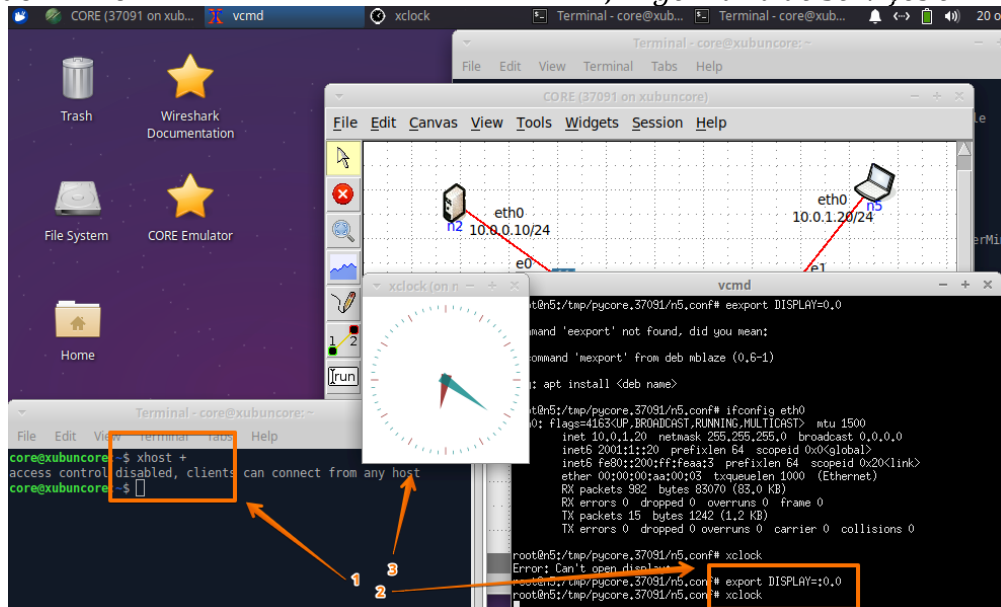 CORE (37091 on xub...
vcmd
xclock
Terminal - core@xub...
Terminal - core@xub...
20 o
Terminal - core@xubuncore: ~
File Edit View Terminal Tabs Help
Trash
Wireshark
Documentation
File System
CORE Emulator
Home
CORE (37091 on xubuncore)
File Edit Canvas View Tools Widgets Session Help
eth0
n2 10.0.0.10/24
eth0
n5
10.0.1.20/24
e0
e1
1 2
run
xclock (on n
vcmd
ot@n5:/tmp/pycore.37091/n5.conf# eexport DISPLAY=0.0
mand 'eexport' not found, did you mean:
command 'mexport' from deb mblaze (0.6-1)
: apt install <deb name>
ot@n5:/tmp/pycore.37091/n5.conf# ifconfig eth0
0: flags=4163<UP,BROADCAST,RUNNING,MULTICAST> mtu 1500
inet 10.0.1.20 netmask 255.255.255.0 broadcast 0.0.0.0
inet6 2001:1::20 prefixlen 64 scopeid 0x0<global>
inet6 fe80::200:ff:feaa:3 prefixlen 64 scopeid 0x20<link>
ether 00:00:00:aa:00:03 txqueuelen 1000 (Ethernet)
RX packets 982 bytes 83070 (83.0 KB)
RX errors 0 dropped 0 overruns 0 frame 0
TX packets 15 bytes 1242 (1.2 KB)
TX errors 0 dropped 0 overruns 0 carrier 0 collisions 0
root@n5:/tmp/pycore.37091/n5.conf# xclock
Error: Can't open display:
root@n5:/tmp/pycore.37091/n5.conf# export DISPLAY=:0.0
root@n5:/tmp/pycore.37091/n5.conf# xclock
Terminal - core@xubuncore: ~
File Edit View Terminal Tabs Help
core@xubuncore:~$ xhost +
access control disabled, clients can connect from any host
core@xubuncore:~$
1
2
3